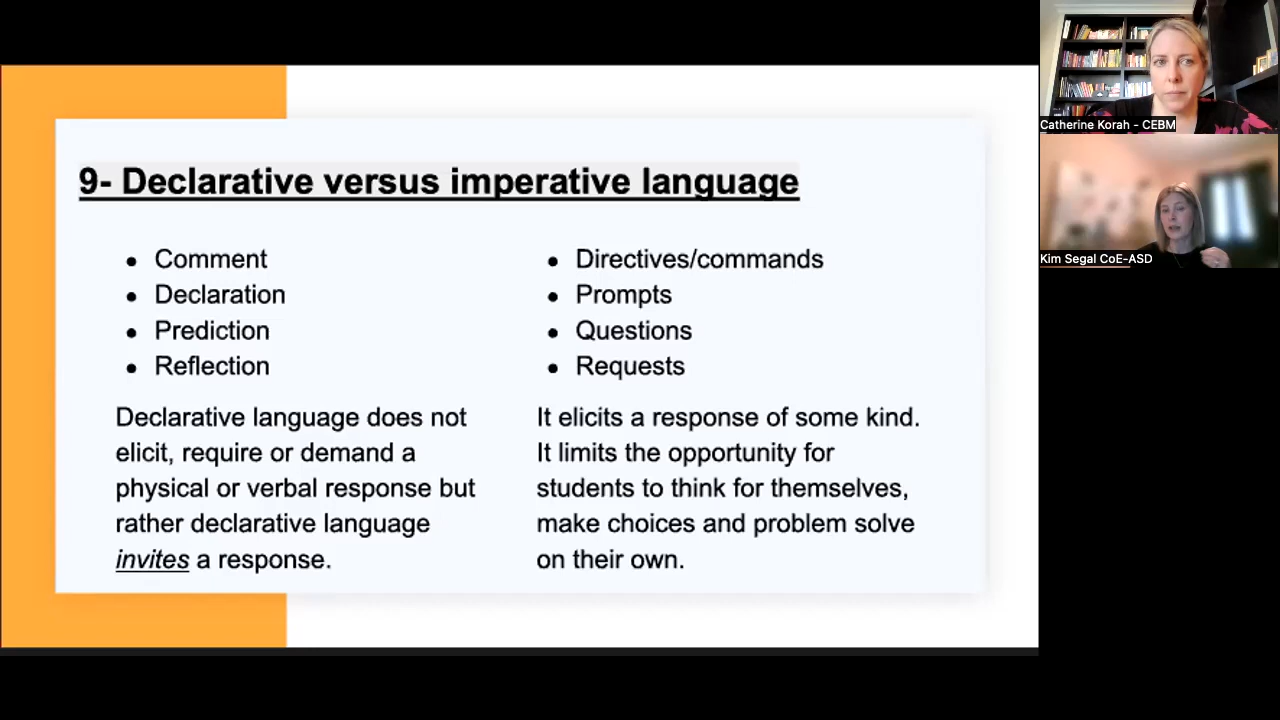 9- Declarative versus imperative language
• Comment
• Declaration
• Prediction
• Reflection
Declarative language does not
elicit, require or demand a
physical or verbal response but
rather declarative language
invites a response.
• Directives/commands
• Prompts
• Questions
• Requests
It elicits a response of some kind.
It limits the opportunity for
students to think for themselves,
make choices and problem solve
on their own.
Catherine Korah - CEBM
Kim Segal CoE-ASD